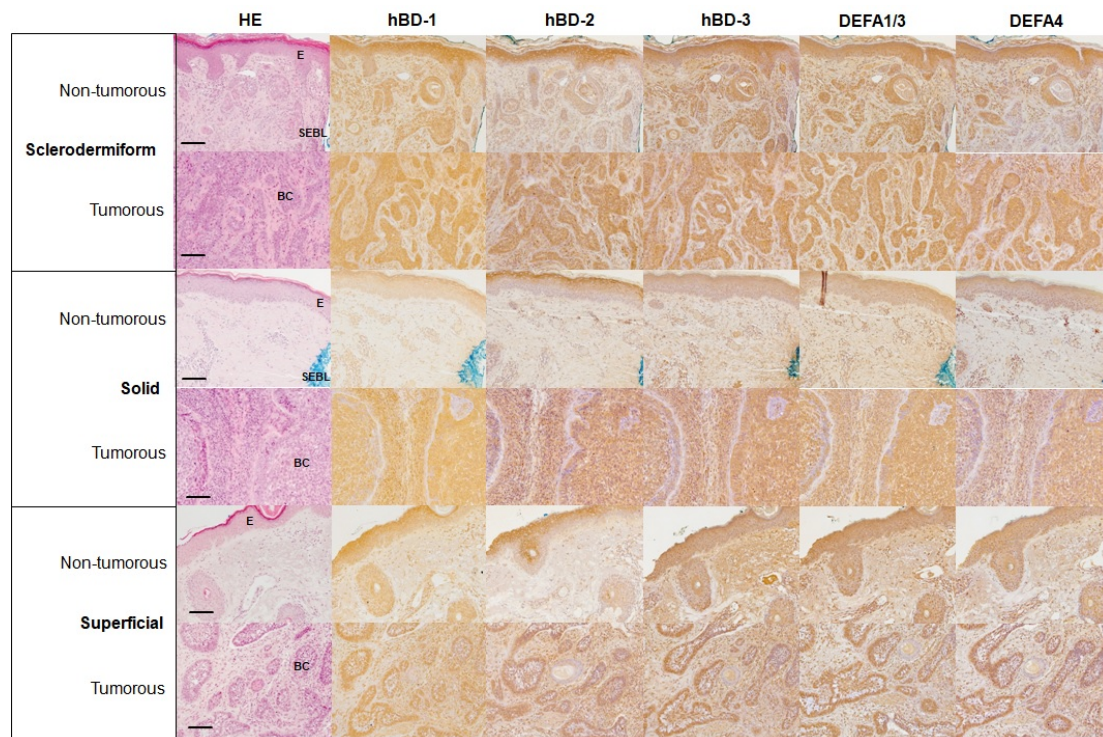 HE hBD-1 hBD-2 hBD-3 DEFA1/3 DEFA4
Non-tumorous
E
SEBL
Sclerodermiform
Tumorous
BC
Non-tumorous
E
SEBL
Solid
Tumorous
BC
Non-tumorous
E
Superficial
Tumorous
BC